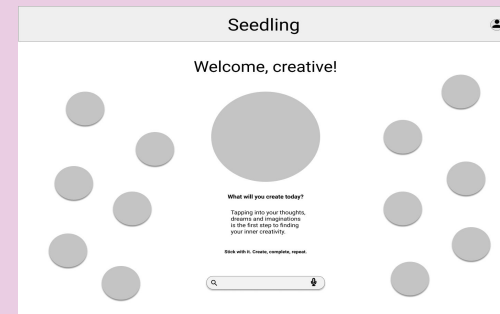 Seedling
Welcome, creative!
What will you create today?
Tapping into your thoughts,
dreams and imaginations
is the first step to finding
your inner creativity.
Stick with it. Create, complete, repeat.